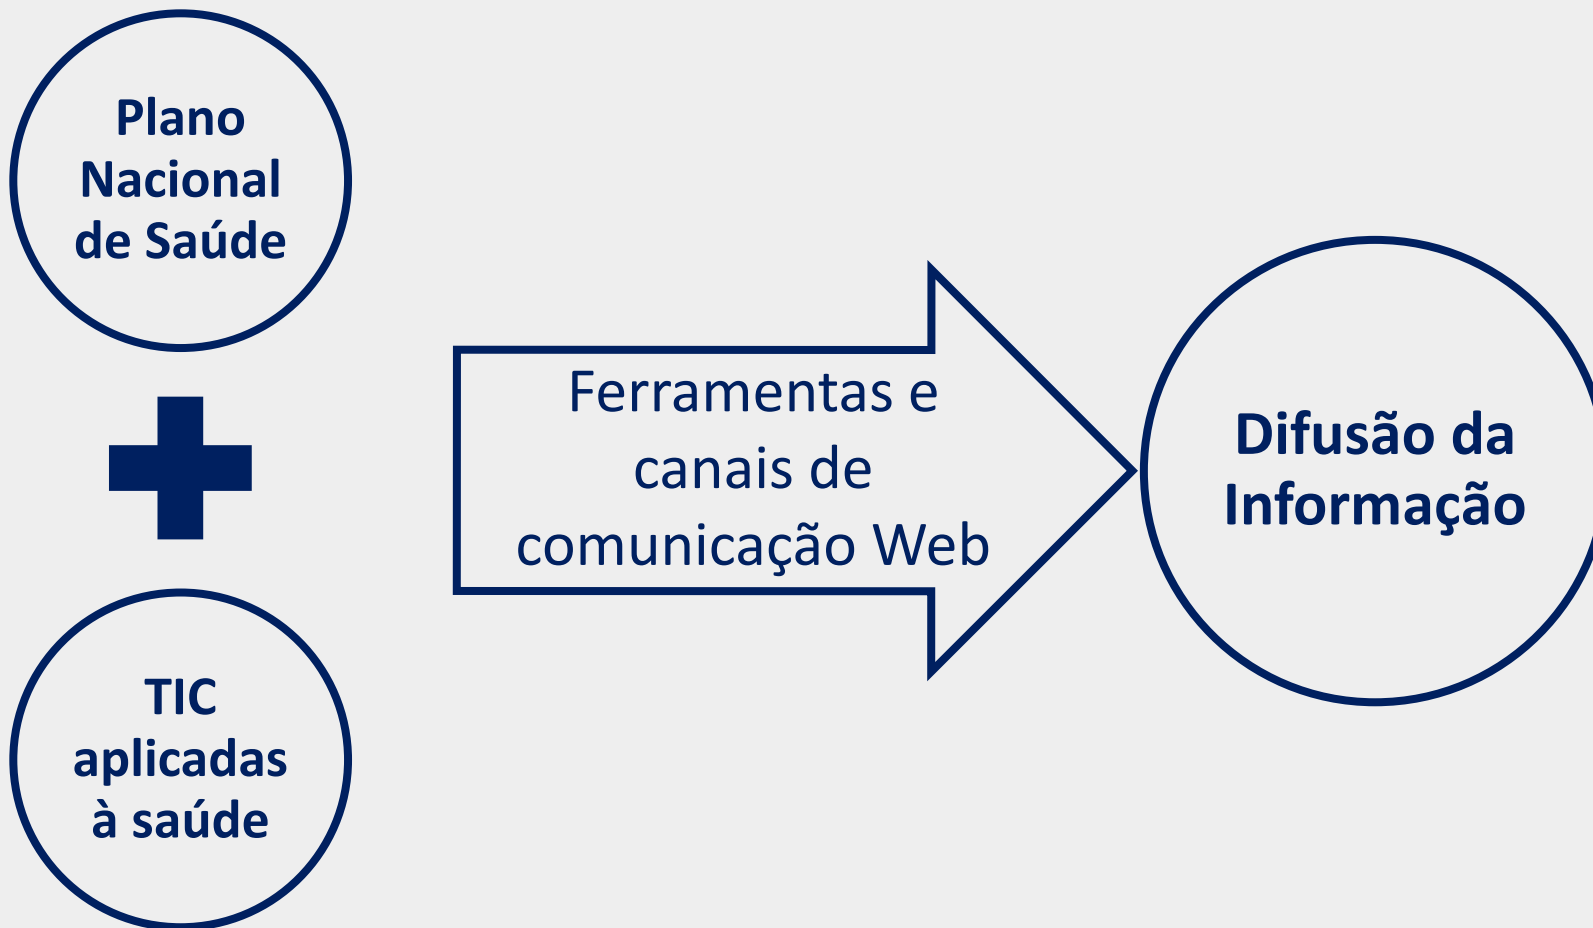 Plano
Nacional
de Saúde
TIC
aplicadas
à saúde
Ferramentas e
canais de
comunicação Web
Difusão da
Informação